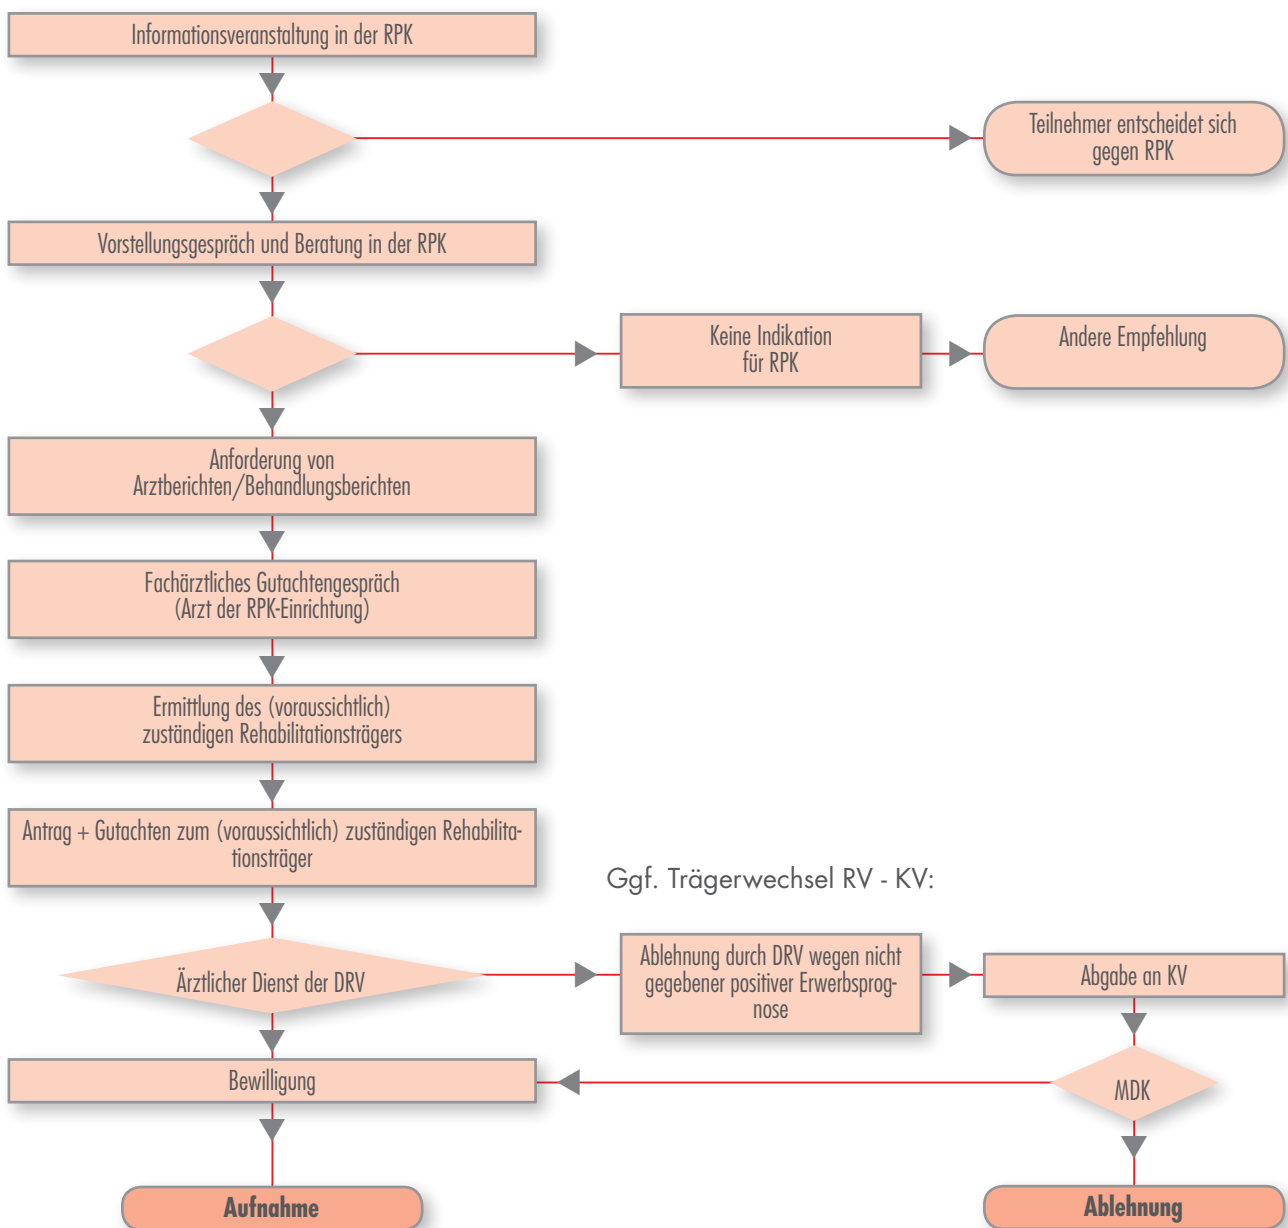 Informationsveranstaltung in der RPK
Teilnehmer entscheidet sich
gegen RPK
Vorstellungsgespräch und Beratung in der RPK
Keine Indikation
für RPK
Andere Empfehlung
Anforderung von
Arztberichten/Behandlungsberichten
Fachärztliches Gutachtengespräch
(Arzt der RPK-Einrichtung)
Ermittlung des (voraussichtlich)
zuständigen Rehabilitationsträgers
Antrag + Gutachten zum (voraussichtlich) zuständigen Rehabilita-
tionsträger
Ggf. Trägerwechsel RV - KV:
Ärztlicher Dienst der DRV
Ablehnung durch DRV wegen nicht
gegebener positiver Erwerbsprog-
nose
Abgabe an KV
Bewilligung
MDK
Aufnahme
Ablehnung